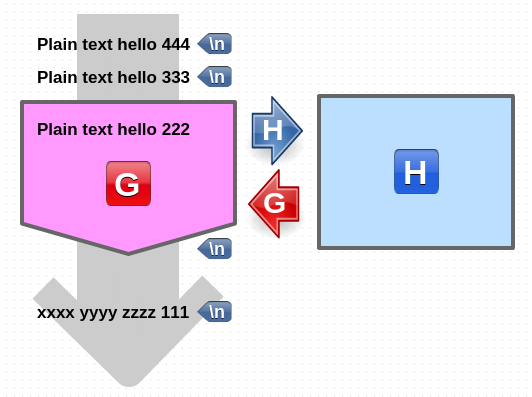 Plain text hello 444 \n
Plain text hello 333 \n
Plain text hello 222
H
G
H
G
\n
xxxx yyyy zzzz 111 \n